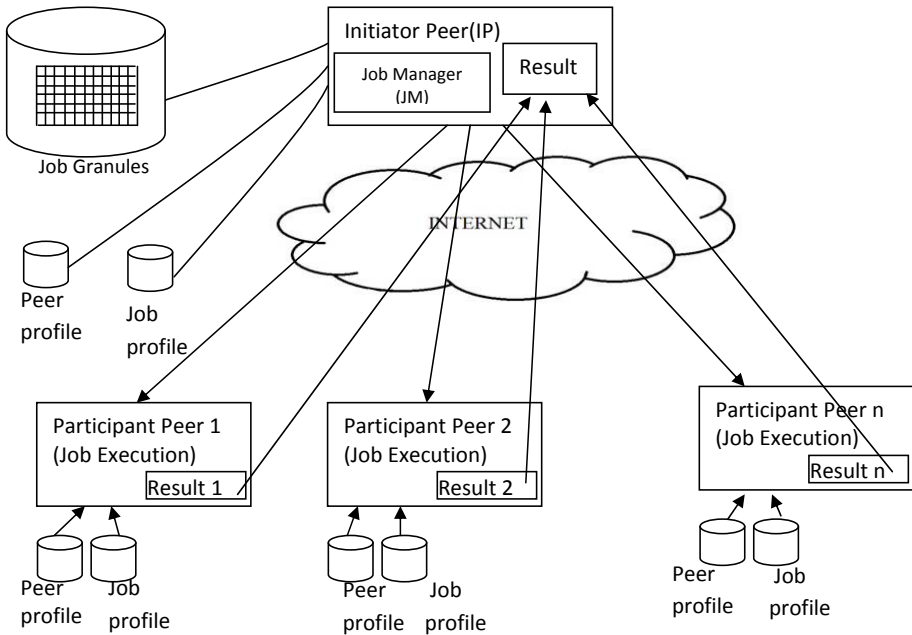 Initiator Peer(IP)
Job Manager
(JM)
Result
Job Granules
INTERNET
Peer
profile
Job
profile
Participant Peer 1
(Job Execution)
Result 1
Participant Peer 2
(Job Execution)
Result 2
Participant Peer n
(Job Execution)
Result n
Peer
profile
Job
profile
Peer
profile
Job
profile
Peer
profile
Job
profile